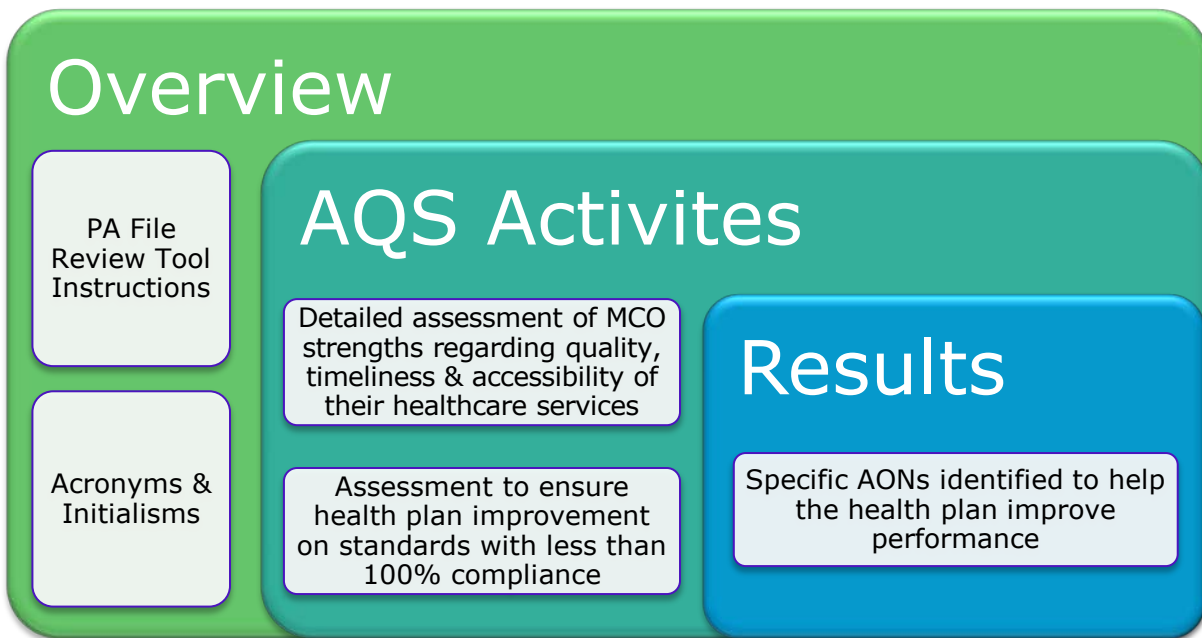 Overview
PA File
Review Tool
Instructions
Acronyms &
Initialisms
AQS Activites
Detailed assessment of MCO
strengths regarding quality,
timeliness & accessibility of
their healthcare services
Assessment to ensure
health plan improvement
on standards with less than
100% compliance
Results
Specific AONs identified to help
the health plan improve
performance